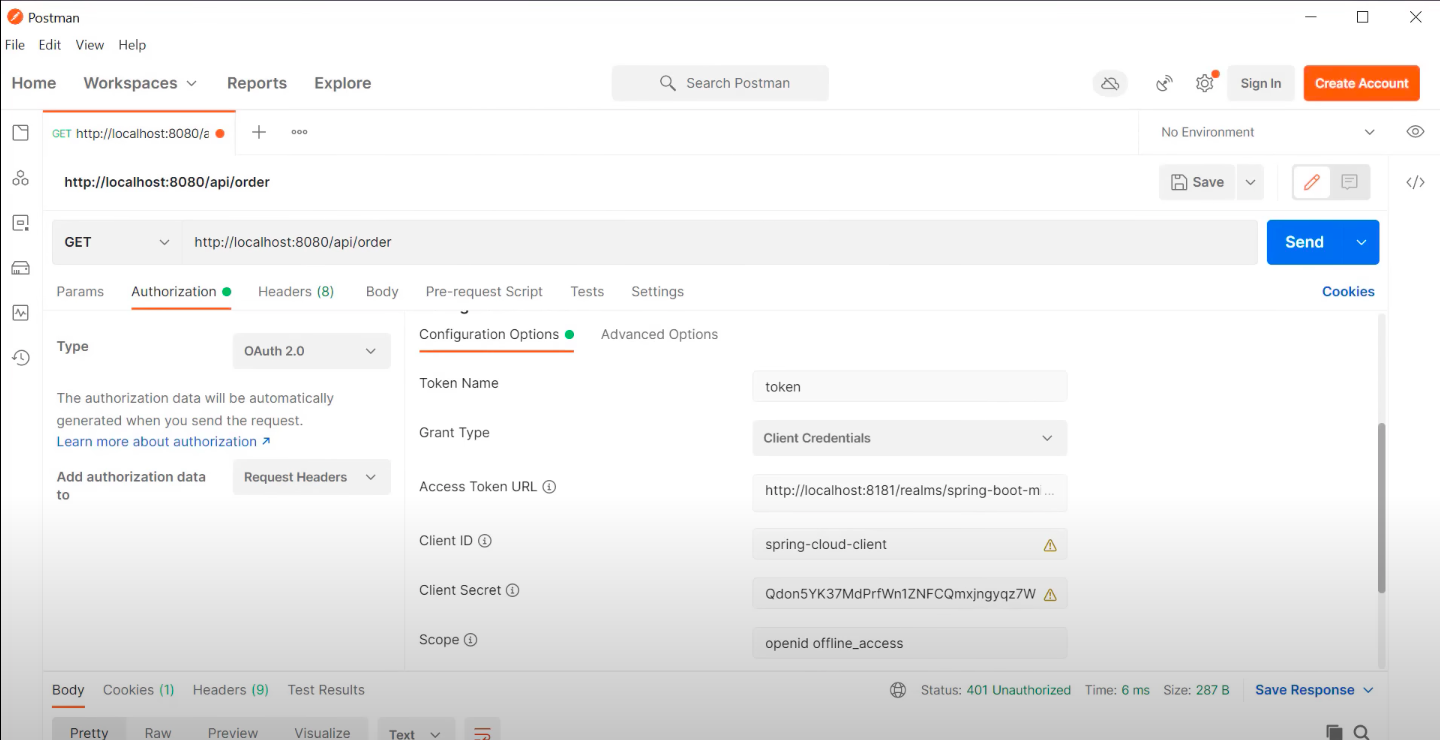 Postman
File Edit View Help
Home Workspaces Reports Explore Search Postman Sign In Create Account
GET http://localhost:8080/a No Environment
http://localhost:8080/api/order Save
GET http://localhost:8080/api/order Send
Params Authorization Headers (8) Body Pre-request Script Tests Settings Cookies
Configuration Options Advanced Options
Type OAuth 2.0
The authorization data will be automatically
generated when you send the request.
Learn more about authorization ↗
Add authorization data
to
Request Headers
Token Name token
Grant Type Client Credentials
Access Token URL http://localhost:8181/realms/spring-boot-mi...
Client ID spring-cloud-client
Client Secret Qdon5YK37MdPrfWn1ZNFCQmxjngyqz7W
Scope openid offline_access
Body Cookies (1) Headers (9) Test Results Status: 401 Unauthorized Time: 6 ms Size: 287 B Save Response
Pretty Raw Preview Visualize Text